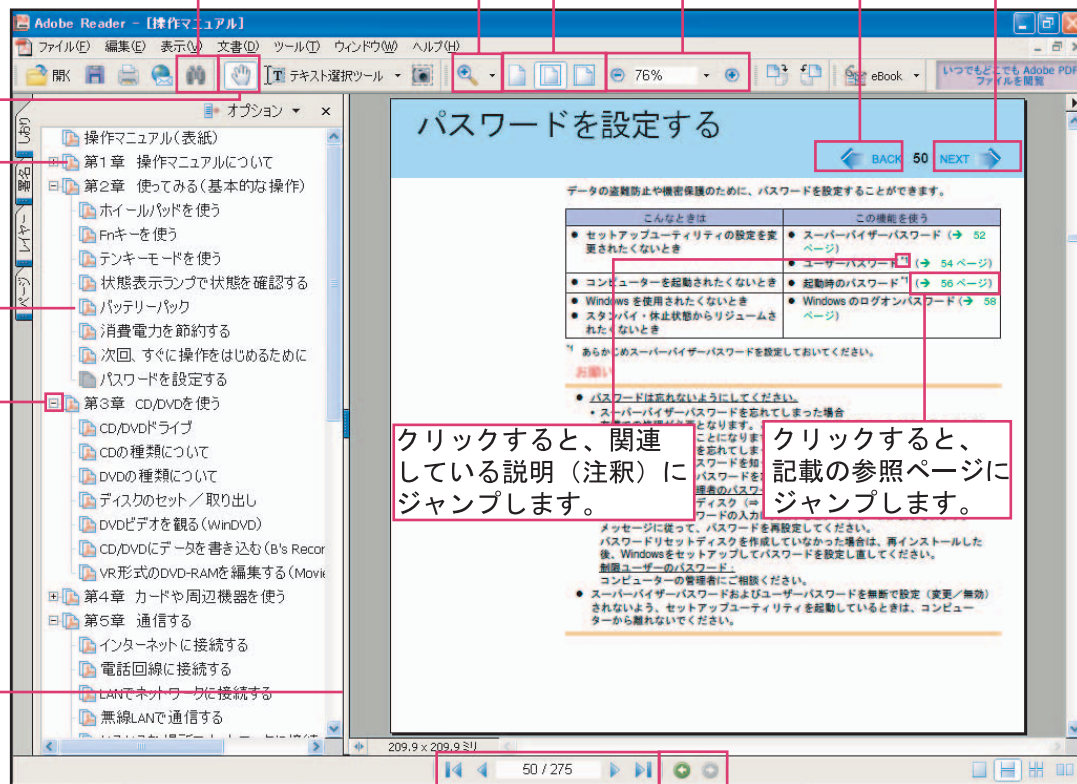 Adobe Reader - [操作マニュアル]
ファイル(F) 編集(E) 表示(V) 文書(D) ツール(T) ウィンドウ(W) ヘルプ(H)
開く
テキスト選択ツール
76%
eBook
いつでもどこでも Adobe PDF
ファイルを閲覧
しおり
署名
レイヤー
ページ
オプション
操作マニュアル(表紙)
第1章 操作マニュアルについて
第2章 使ってみる(基本的な操作)
ホイールパッドを使う
Fnキーを使う
テンキーモードを使う
状態表示ランプで状態を確認する
バッテリーパック
消費電力を節約する
次回、すぐに操作をはじめるために
パスワードを設定する
第3章 CD/DVDを使う
CD/DVDドライブ
CDの種類について
DVDの種類について
ディスクのセット/取り出し
DVDビデオを観る(WinDVD)
CD/DVDにデータを書き込む(B's Recor
VR形式のDVD-RAMを編集する(Movie
第4章 カードや周辺機器を使う
第5章 通信する
インターネットに接続する
電話回線に接続する
LANでネットワークに接続する
無線LANで通信する
パスワードを設定する
BACK 50 NEXT
データの盗難防止や機密保護のために、パスワードを設定することができます。
こんなときは この機能を使う
● セットアップユーティリティの設定を変更されたくないとき
● スーパーバイザーパスワード(→ 52 ページ)
● ユーザーパスワード*1(→ 54 ページ)
● コンピューターを起動されたくないとき
● 起動時のパスワード*1(→ 56 ページ)
● Windows を使用されたくないとき
● スタンバイ・休止状態からリジュームされたくないとき
● Windows のログオンパスワード(→ 58 ページ)
*1 あらかじめスーパーバイザーパスワードを設定しておいてください。
お願い
● パスワードは忘れないようにしてください。
・スーパーバイザーパスワードを忘れてしまった場合
クリックすると、関連
している説明(注釈)に
ジャンプします。
クリックすると、
記載の参照ページに
ジャンプします。
メッセージに従って、パスワードを再設定してください。
パスワードリセットディスクを作成していなかった場合は、再インストールした
後、Windowsをセットアップしてパスワードを設定し直してください。
制限ユーザーのパスワード:
コンピューターの管理者にご相談ください。
● スーパーバイザーパスワードおよびユーザーパスワードを無断で設定(変更/無効)
されないよう、セットアップユーティリティを起動しているときは、コンピュー
ターから離れないでください。
209.9 x 209.9 ミリ
50 / 275